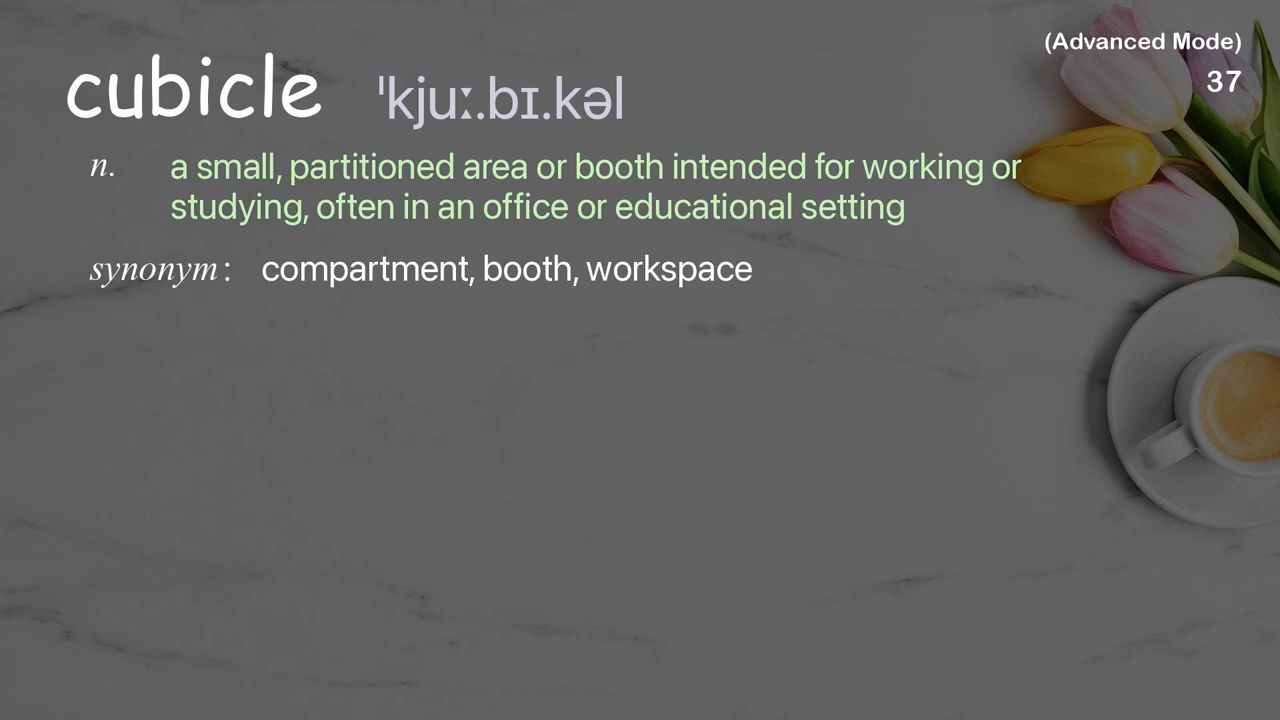 (Advanced Mode)
37
cubicle ˈkjuː.bɪ.kəl
n. a small, partitioned area or booth intended for working or
studying, often in an office or educational setting
synonym : compartment, booth, workspace